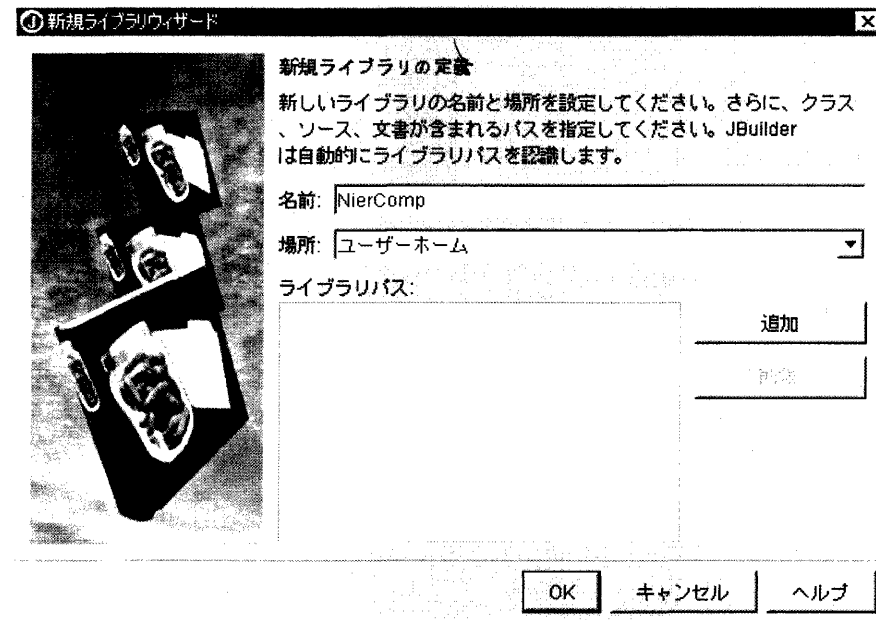 新規ライブラリウィザード
新規ライブラリの定義
新しいライブラリの名前と場所を設定してください。さらに、クラス
、ソース、文書が含まれるパスを指定してください。JBuilder
は自動的にライブラリパスを認識します。
名前: NierComp
場所: ユーザーホーム
ライブラリパス:
追加
削除
OK キャンセル ヘルプ